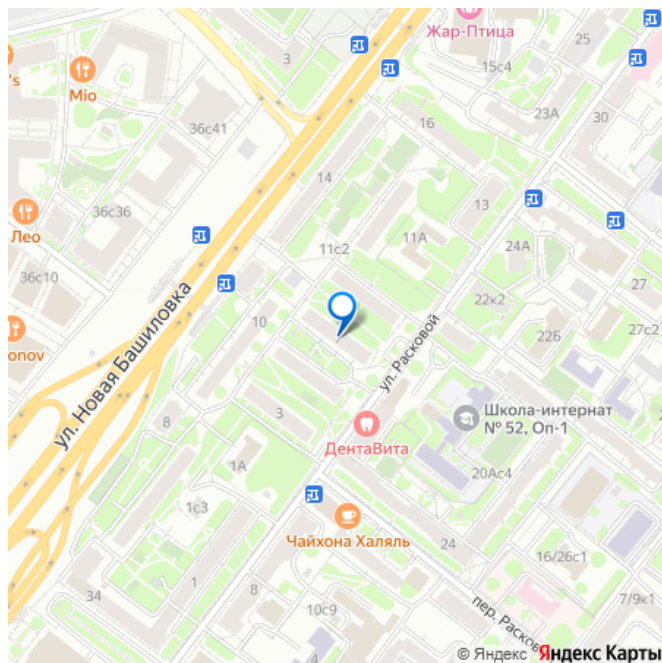 Жар-Птица
3
15с4
25
's
Mio
36с41
16
23А
30
14
36с36
13
Лео
11с2
11А
24А
36с10
27
22к2
10
27с2
onov
22Б
ул. Новая Башиловка
ул. Расковой
8
3
Школа-интернат
№ 52, Оп-1
ДентаВита
1А
20Ас4
1с3
Чайхона Халяль
24
16/26с1
34
1
8
10с9
7/9к1
пер. Расков
4
© Яндекс Яндекс Карты